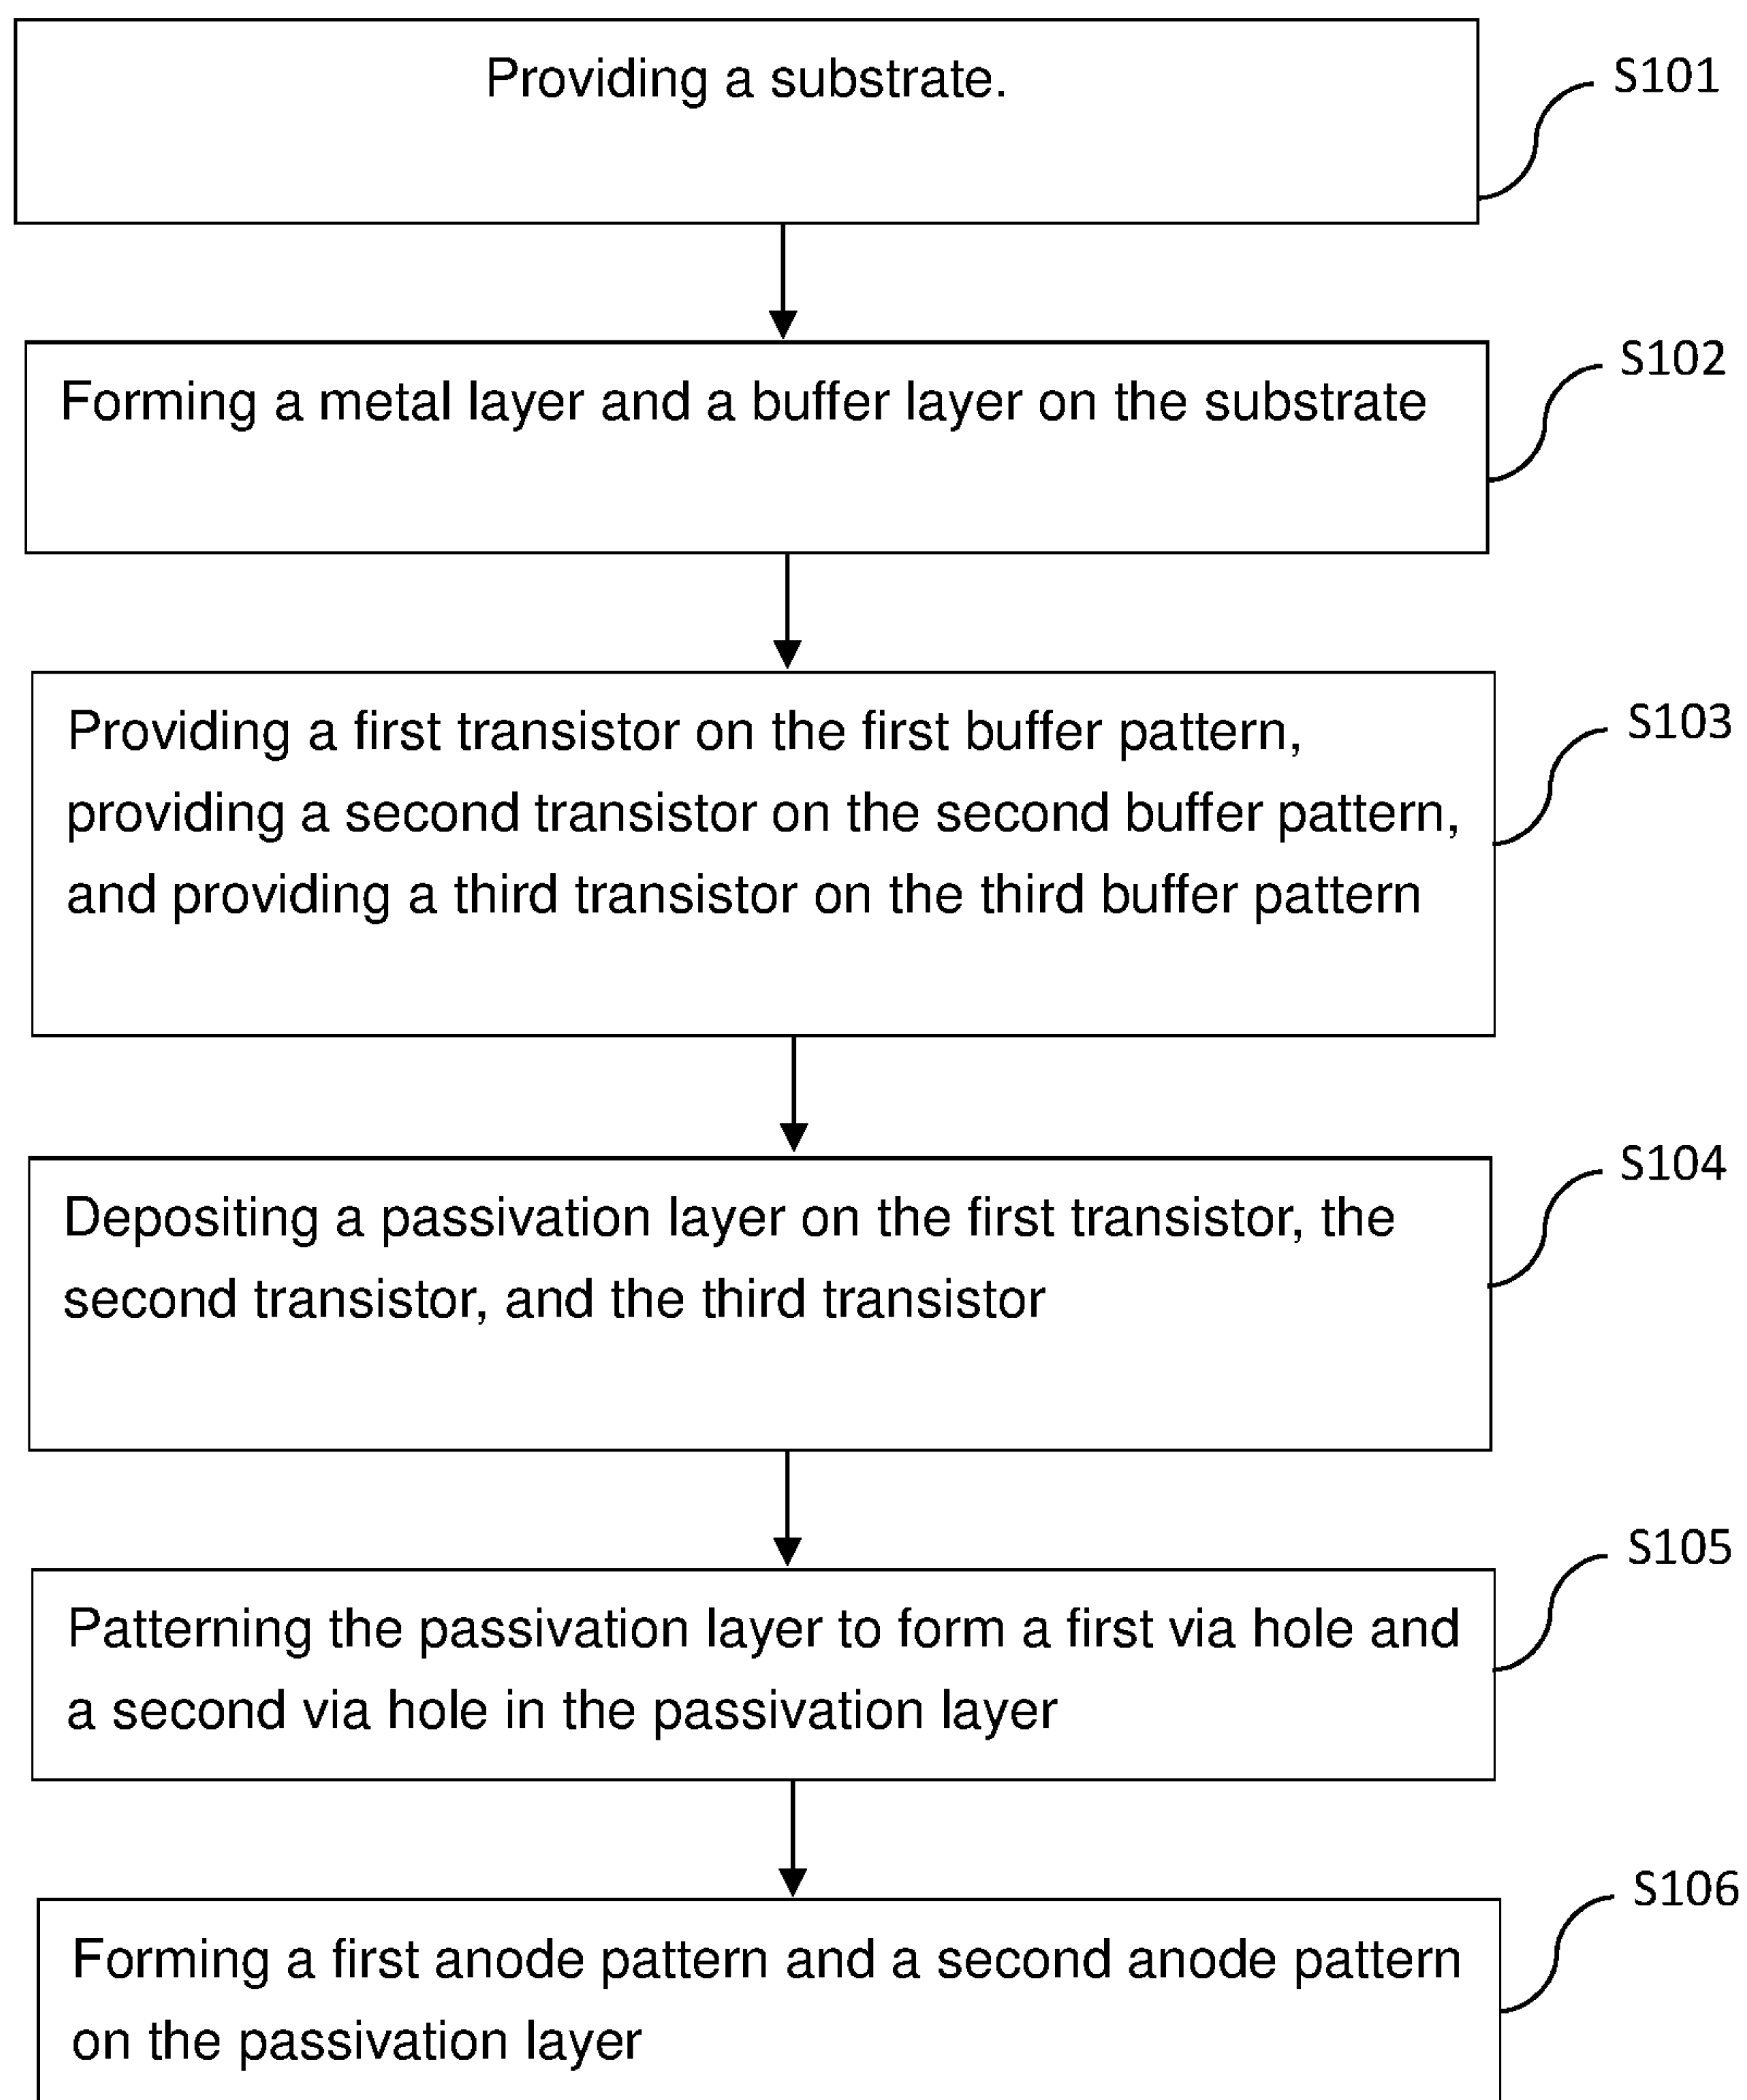 Providing a substrate.
S101
Forming a metal layer and a buffer layer on the substrate
S102
Providing a first transistor on the first buffer pattern,
providing a second transistor on the second buffer pattern,
and providing a third transistor on the third buffer pattern
S103
Depositing a passivation layer on the first transistor, the
second transistor, and the third transistor
S104
Patterning the passivation layer to form a first via hole and
a second via hole in the passivation layer
S105
Forming a first anode pattern and a second anode pattern
on the passivation layer
S106